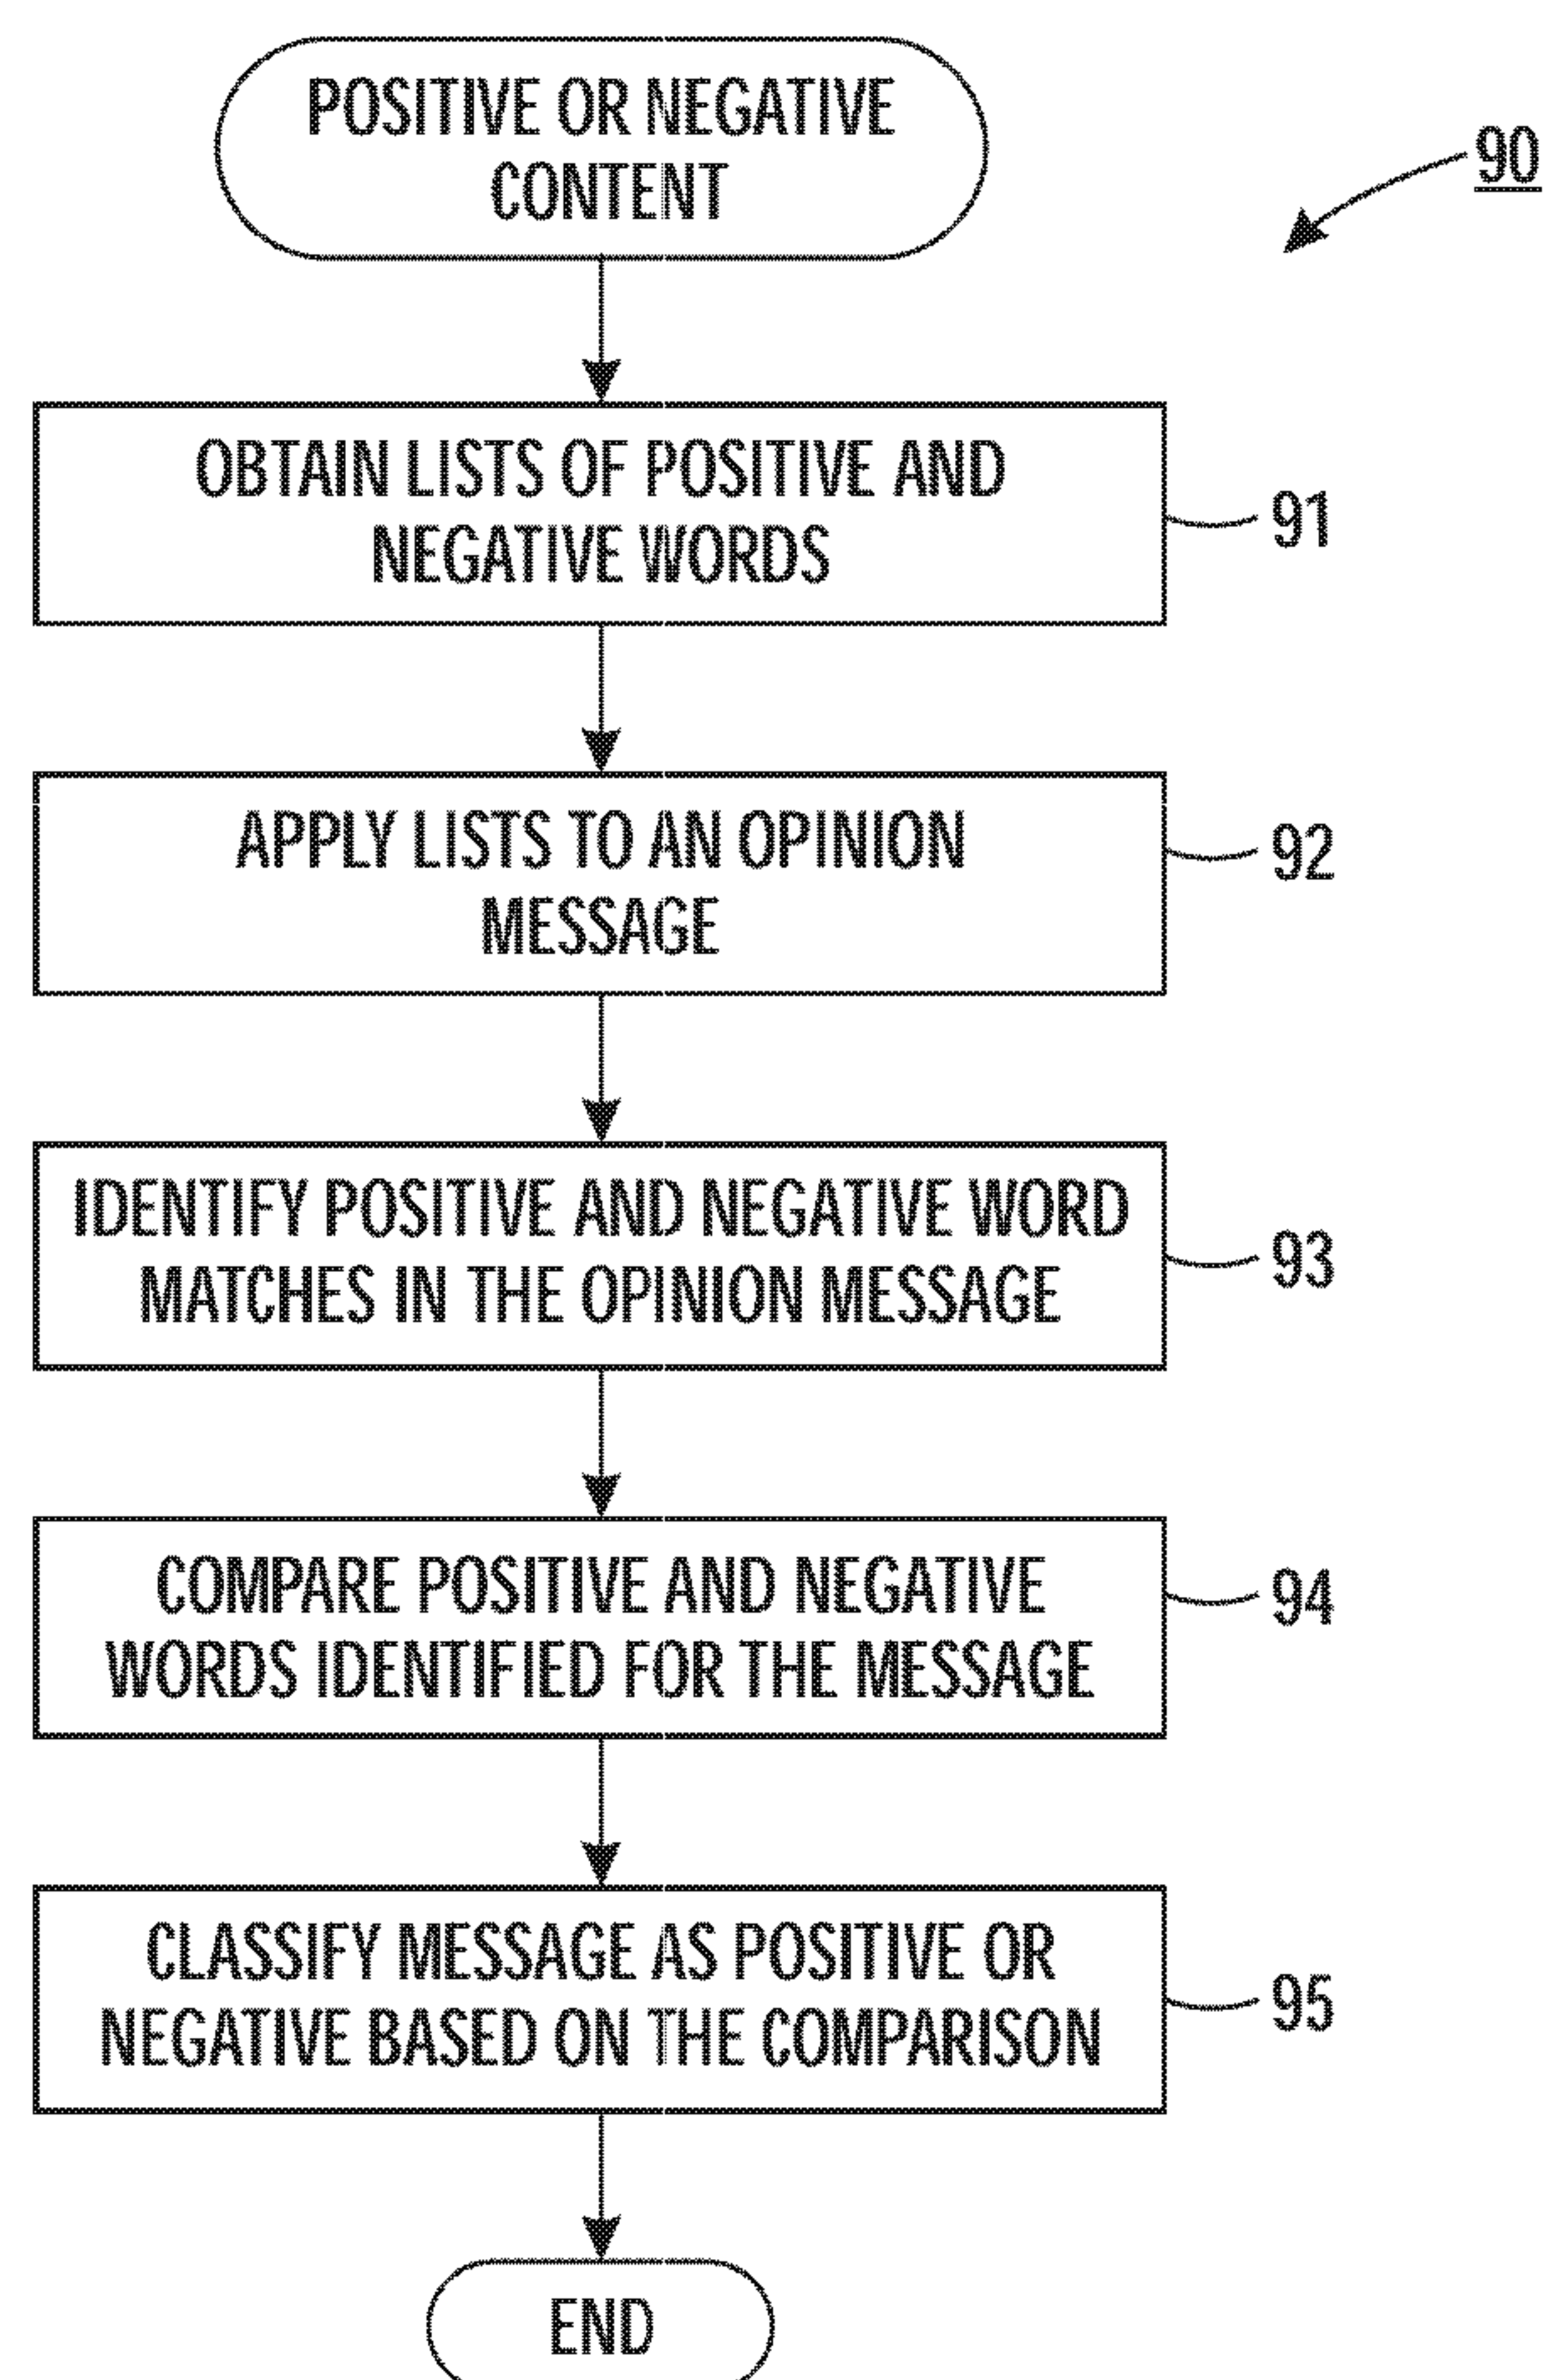 POSITIVE OR NEGATIVE
CONTENT
90
OBTAIN LISTS OF POSITIVE AND
NEGATIVE WORDS
91
APPLY LISTS TO AN OPINION
MESSAGE
92
IDENTIFY POSITIVE AND NEGATIVE WORD
MATCHES IN THE OPINION MESSAGE
93
COMPARE POSITIVE AND NEGATIVE
WORDS IDENTIFIED FOR THE MESSAGE
94
CLASSIFY MESSAGE AS POSITIVE OR
NEGATIVE BASED ON THE COMPARISON
95
END